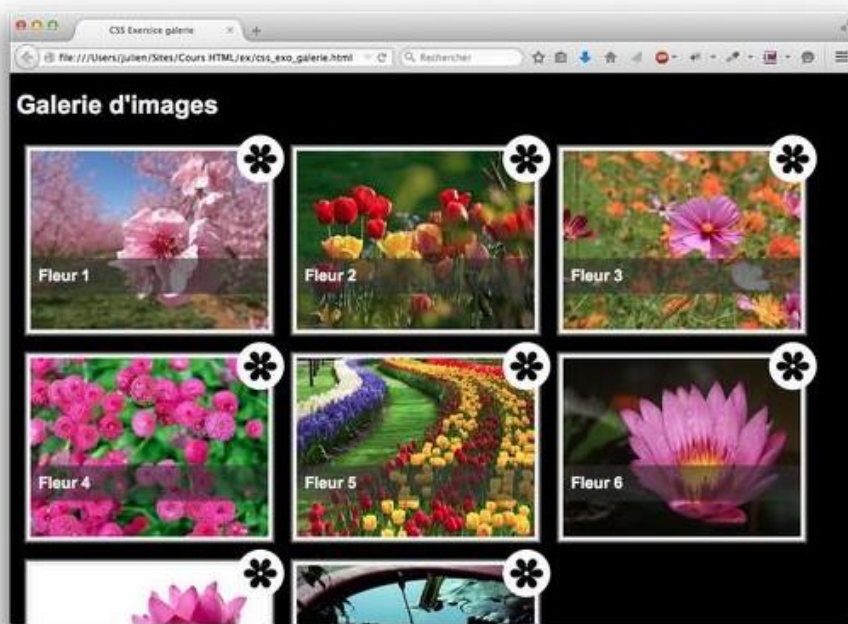 CSS Exercice galerie
file:///Users/julien/Sites/Cours HTML/ex/css_exo_galerie.html
Rechercher
Galerie d'images
Fleur 1
Fleur 2
Fleur 3
Fleur 4
Fleur 5
Fleur 6